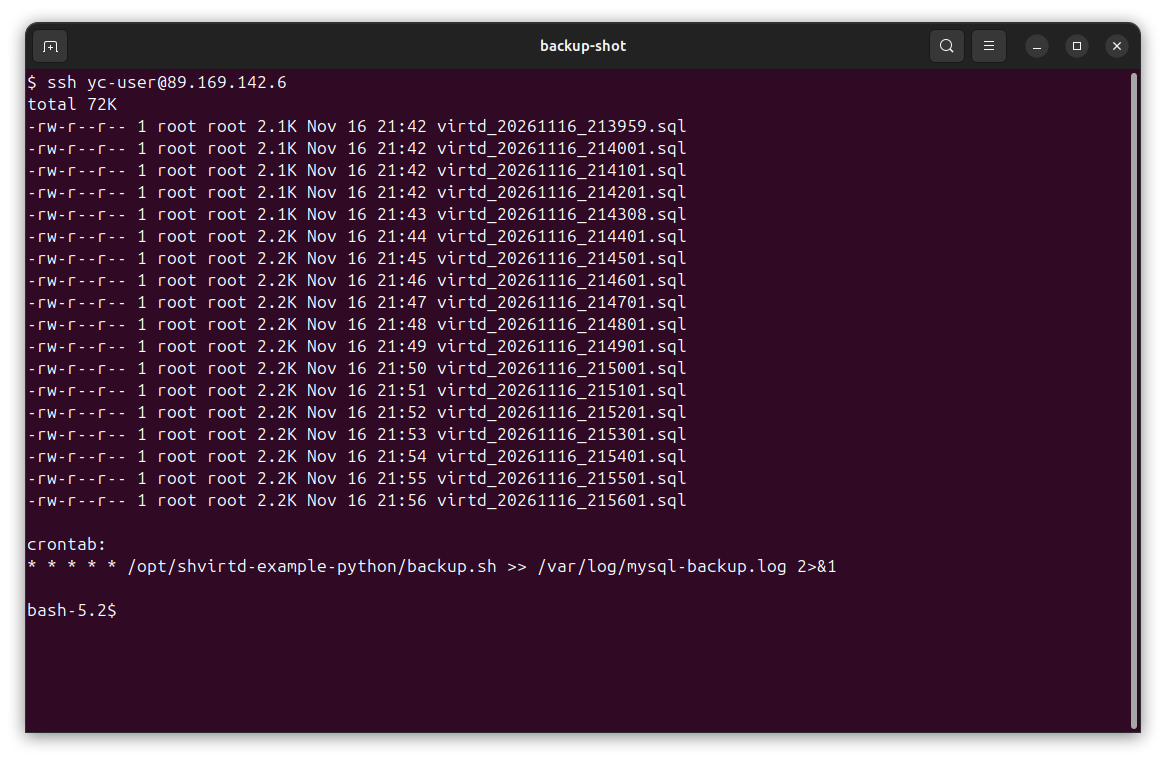 backup-shot
$ ssh yc-user@89.169.142.6
total 72K
-rw-r--r-- 1 root root 2.1K Nov 16 21:42 virtd_20261116_213959.sql
-rw-r--r-- 1 root root 2.1K Nov 16 21:42 virtd_20261116_214001.sql
-rw-r--r-- 1 root root 2.1K Nov 16 21:42 virtd_20261116_214101.sql
-rw-r--r-- 1 root root 2.1K Nov 16 21:42 virtd_20261116_214201.sql
-rw-r--r-- 1 root root 2.1K Nov 16 21:43 virtd_20261116_214308.sql
-rw-r--r-- 1 root root 2.2K Nov 16 21:44 virtd_20261116_214401.sql
-rw-r--r-- 1 root root 2.2K Nov 16 21:45 virtd_20261116_214501.sql
-rw-r--r-- 1 root root 2.2K Nov 16 21:46 virtd_20261116_214601.sql
-rw-r--r-- 1 root root 2.2K Nov 16 21:47 virtd_20261116_214701.sql
-rw-r--r-- 1 root root 2.2K Nov 16 21:48 virtd_20261116_214801.sql
-rw-r--r-- 1 root root 2.2K Nov 16 21:49 virtd_20261116_214901.sql
-rw-r--r-- 1 root root 2.2K Nov 16 21:50 virtd_20261116_215001.sql
-rw-r--r-- 1 root root 2.2K Nov 16 21:51 virtd_20261116_215101.sql
-rw-r--r-- 1 root root 2.2K Nov 16 21:52 virtd_20261116_215201.sql
-rw-r--r-- 1 root root 2.2K Nov 16 21:53 virtd_20261116_215301.sql
-rw-r--r-- 1 root root 2.2K Nov 16 21:54 virtd_20261116_215401.sql
-rw-r--r-- 1 root root 2.2K Nov 16 21:55 virtd_20261116_215501.sql
-rw-r--r-- 1 root root 2.2K Nov 16 21:56 virtd_20261116_215601.sql
crontab:
* * * * * /opt/shvirtd-example-python/backup.sh >> /var/log/mysql-backup.log 2>&1
bash-5.2$